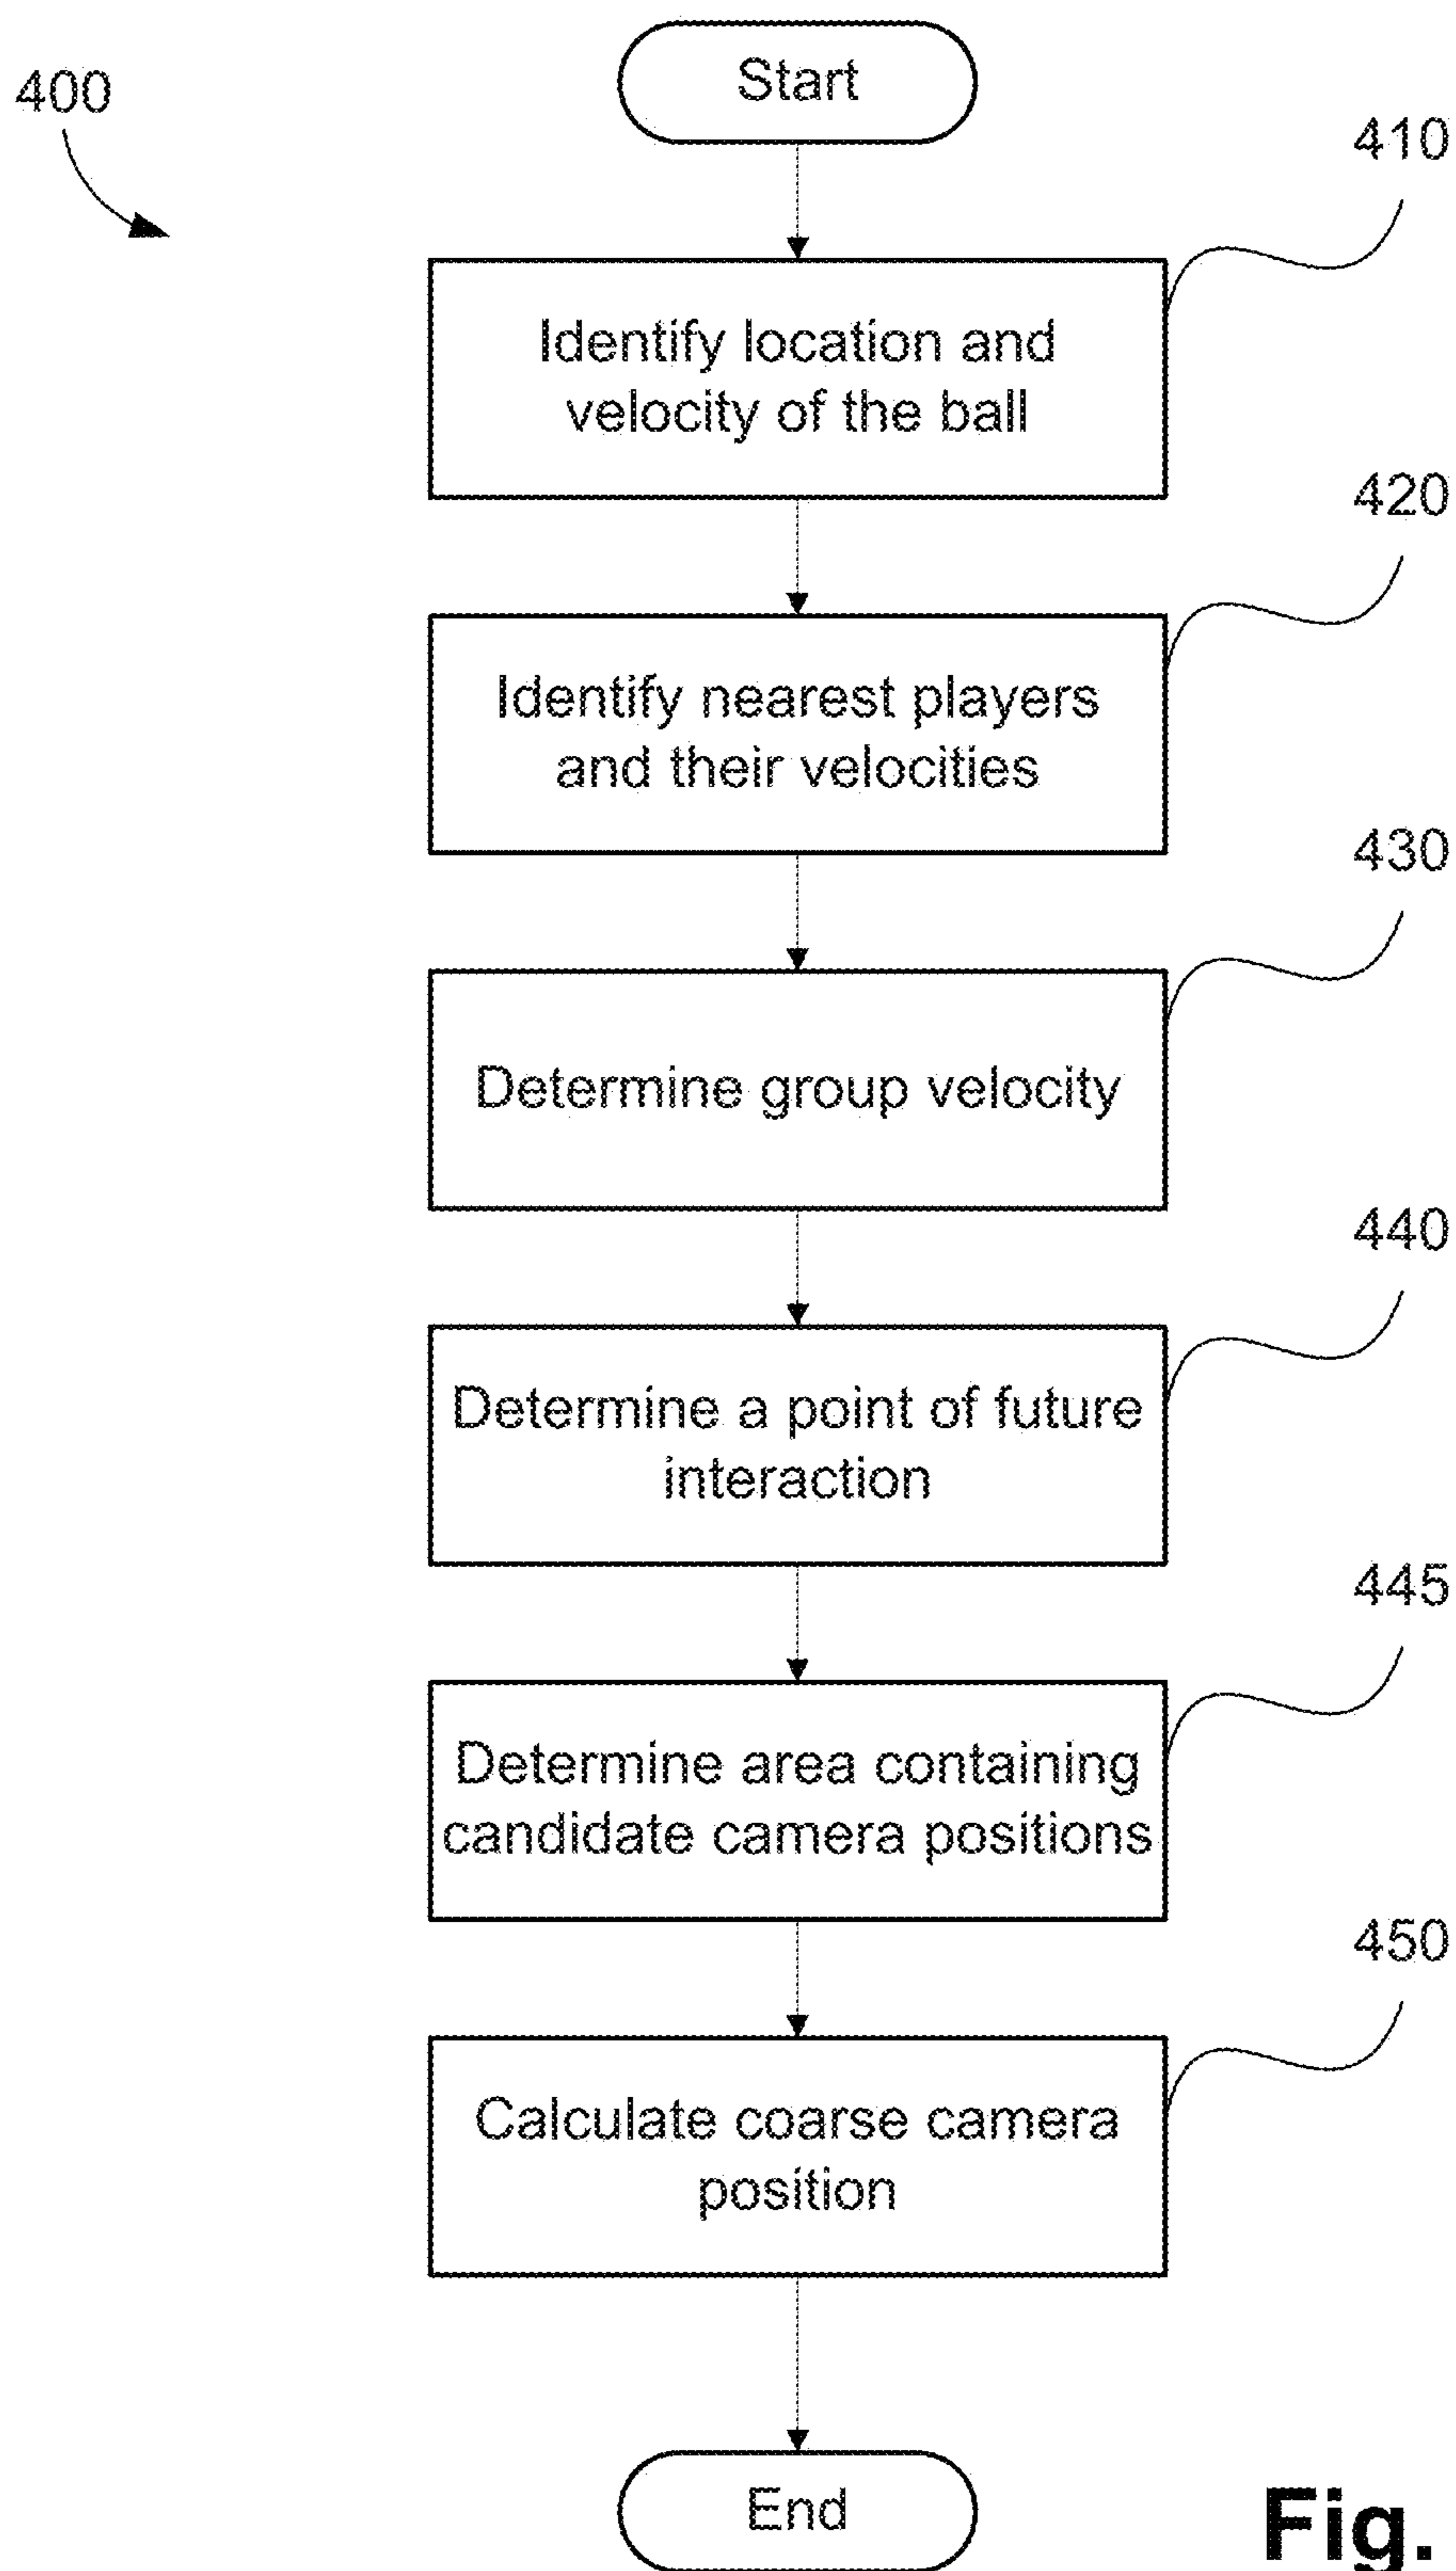 Start
400
410
Identify location and
velocity of the ball
420
Identify nearest players
and their velocities
430
Determine group velocity
440
Determine a point of future
interaction
445
Determine area containing
candidate camera positions
450
Calculate coarse camera
position
End
Fig.